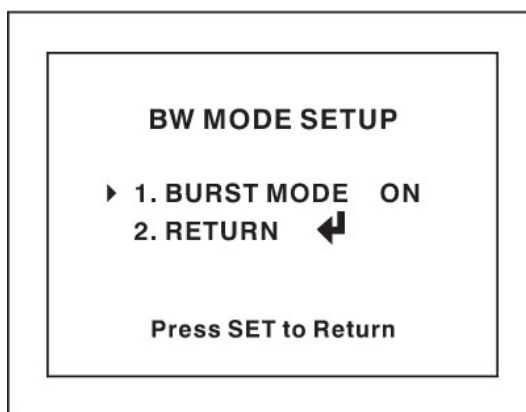 BW MODE SETUP
1. BURST MODE ON
2. RETURN
Press SET to Return